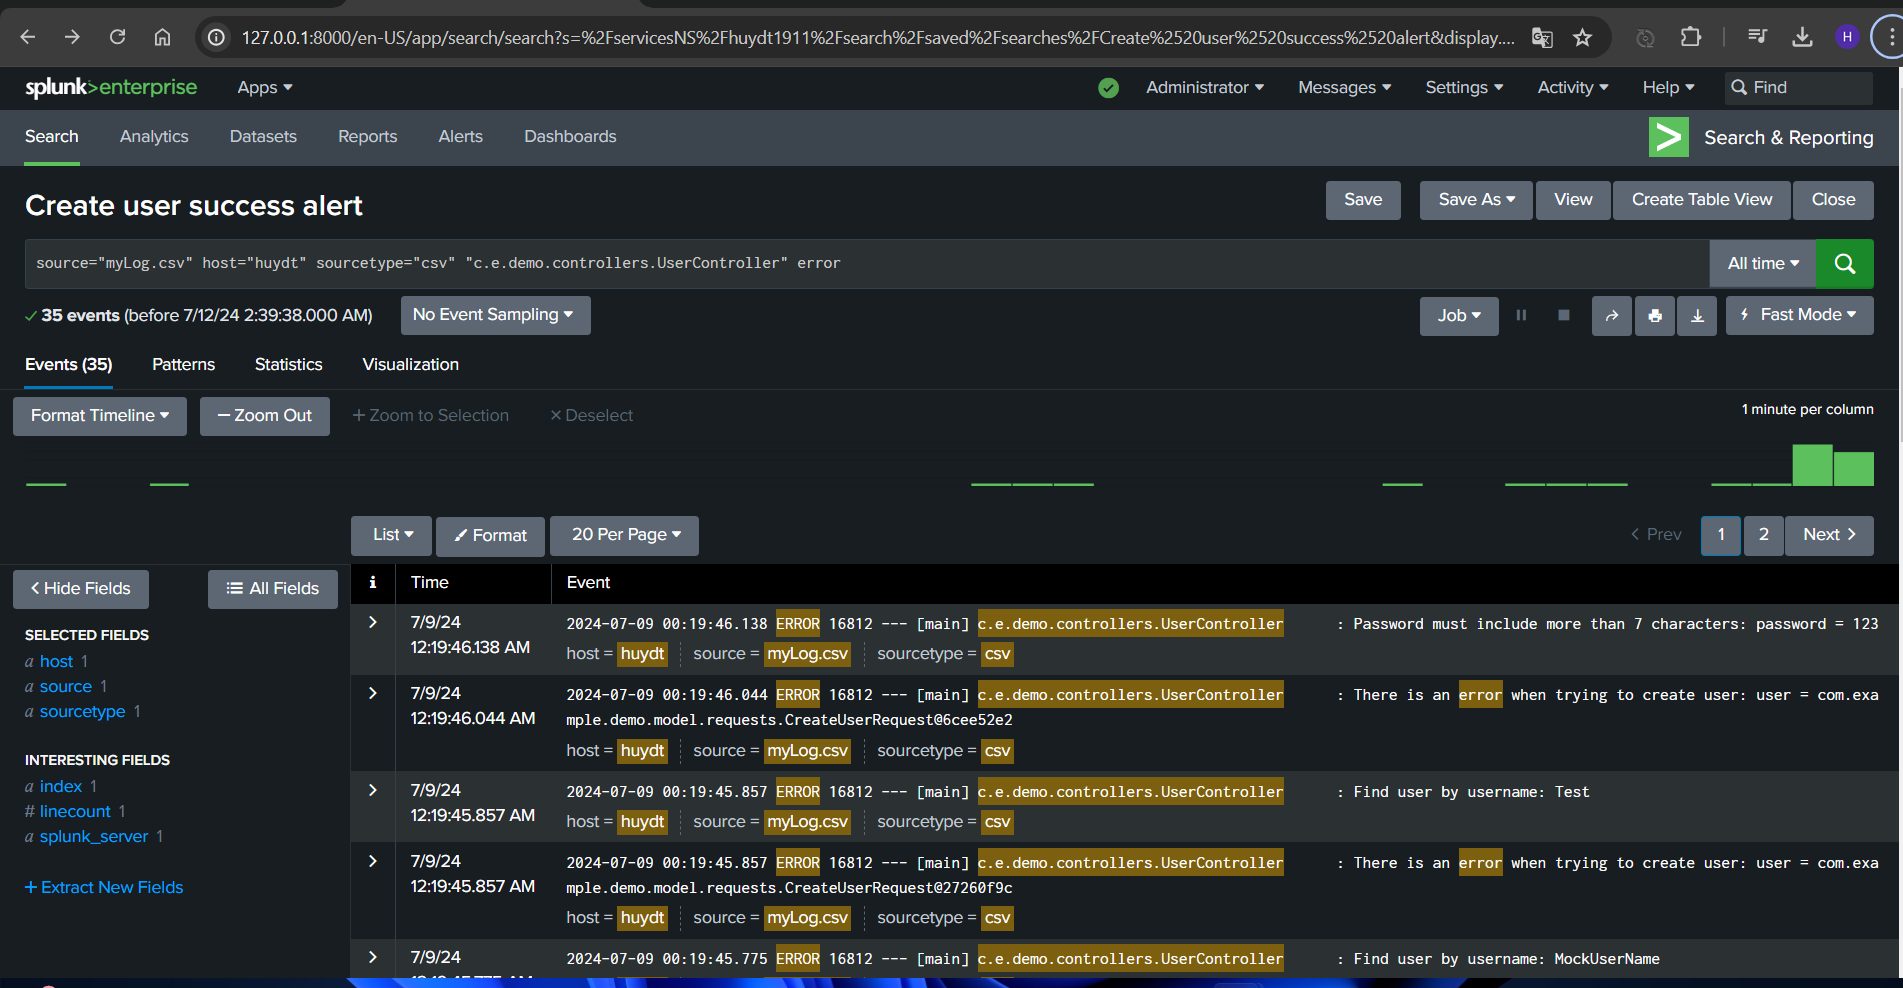 127.0.0.1:8000/en-US/app/search/search?s=%2FservicesNS%2Fhuydt1911%2Fsearch%2Fsaved%2Fsearches%2FCreate%2520user%2520success%2520alert&display....
H
splunk>enterprise Apps Administrator Messages Settings Activity Help Find
Search Analytics Datasets Reports Alerts Dashboards Search & Reporting
Create user success alert Save Save As View Create Table View Close
source="myLog.csv" host="huydt" sourcetype="csv" "c.e.demo.controllers.UserController" error All time
35 events (before 7/12/24 2:39:38.000 AM) No Event Sampling Job Fast Mode
Events (35) Patterns Statistics Visualization
Format Timeline — Zoom Out + Zoom to Selection × Deselect 1 minute per column
List Format 20 Per Page < Prev 1 2 Next >
< Hide Fields All Fields
SELECTED FIELDS
a host 1
a source 1
a sourcetype 1
INTERESTING FIELDS
a index 1
# linecount 1
a splunk_server 1
+ Extract New Fields
i Time Event
> 7/9/24 12:19:46.138 AM
2024-07-09 00:19:46.138 ERROR 16812 --- [main] c.e.demo.controllers.UserController : Password must include more than 7 characters: password = 123
host = huydt source = myLog.csv sourcetype = csv
> 7/9/24 12:19:46.044 AM
2024-07-09 00:19:46.044 ERROR 16812 --- [main] c.e.demo.controllers.UserController : There is an error when trying to create user: user = com.exa
mple.demo.model.requests.CreateUserRequest@6cee52e2
host = huydt source = myLog.csv sourcetype = csv
> 7/9/24 12:19:45.857 AM
2024-07-09 00:19:45.857 ERROR 16812 --- [main] c.e.demo.controllers.UserController : Find user by username: Test
host = huydt source = myLog.csv sourcetype = csv
> 7/9/24 12:19:45.857 AM
2024-07-09 00:19:45.857 ERROR 16812 --- [main] c.e.demo.controllers.UserController : There is an error when trying to create user: user = com.exa
mple.demo.model.requests.CreateUserRequest@27260f9c
host = huydt source = myLog.csv sourcetype = csv
> 7/9/24
2024-07-09 00:19:45.775 ERROR 16812 --- [main] c.e.demo.controllers.UserController : Find user by username: MockUserName